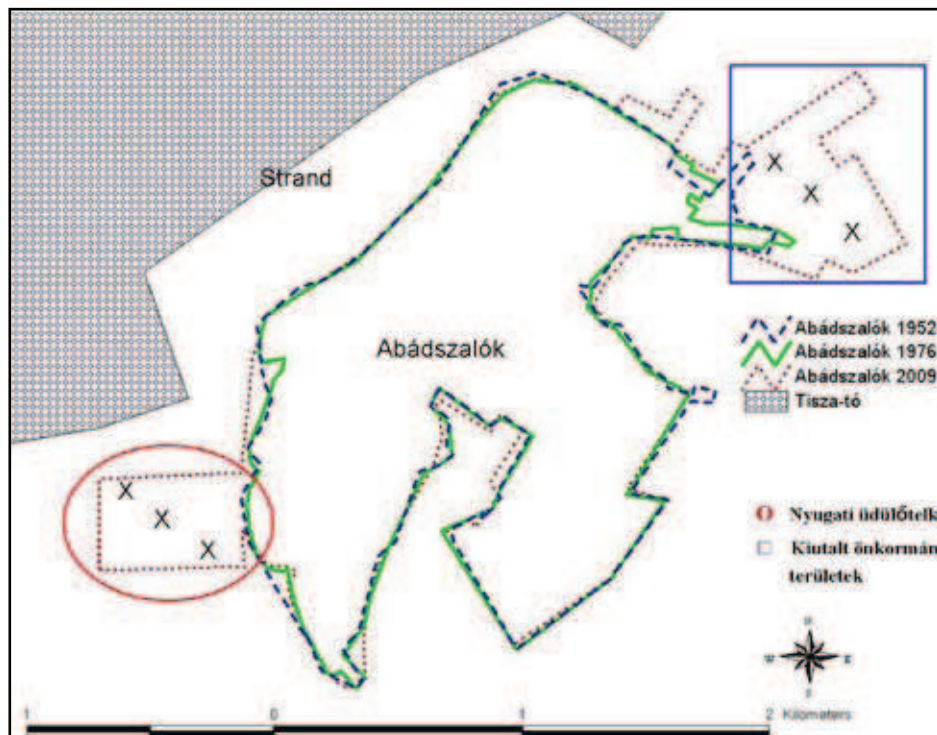 Strand
X
X
X
Abádszalók
Abádszalók 1952
Abádszalók 1976
Abádszalók 2009
Tisza-tó
X
X
X
Nyugati üdülőtelk
Kiutalt önkormán
területek
W E
1 0 1 2 Kilometers